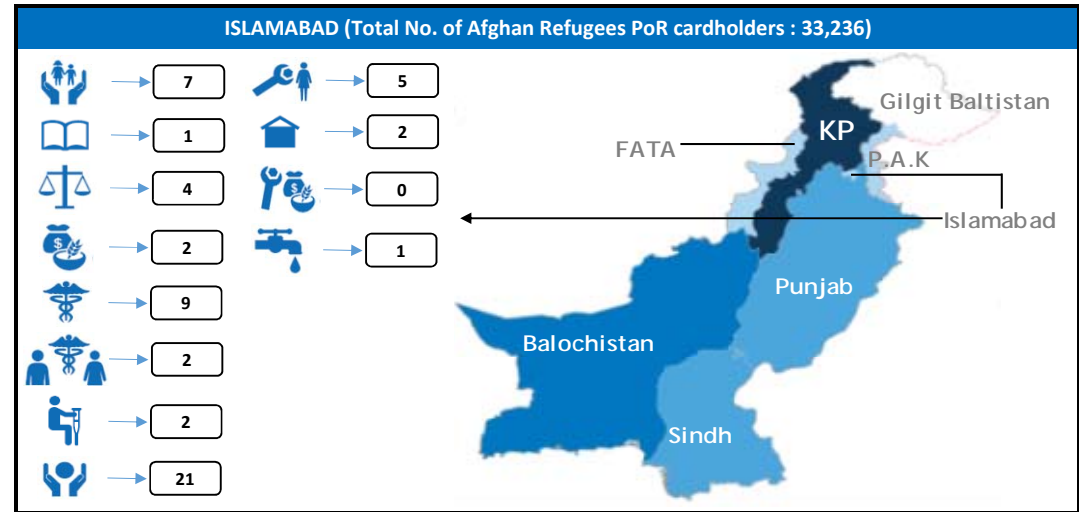 ISLAMABAD (Total No. of Afghan Refugees PoR cardholders : 33,236)
7
1
4
2
9
2
2
21
5
2
0
1
Gilgit Baltistan
KP
FATA
P.A.K
Islamabad
Punjab
Balochistan
Sindh